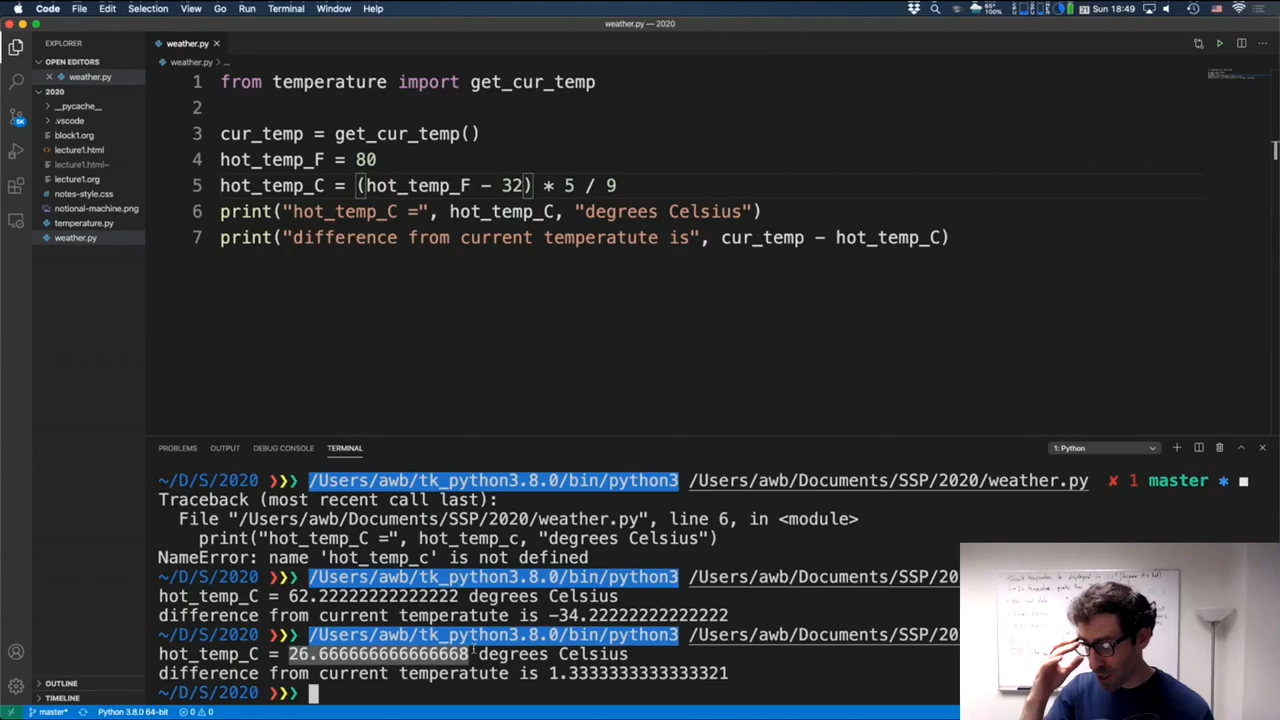 Code File Edit Selection View Go Run Terminal Window Help
65° 100% 21 Sun 18:49
weather.py — 2020
EXPLORER
OPEN EDITORS
weather.py
2020
__pycache__
.vscode
block1.org
lecture1.html
lecture1.html~
lecture1.org
notes-style.css
notional-machine.png
temperature.py
weather.py
OUTLINE
TIMELINE
weather.py
weather.py > ...
1 from temperature import get_cur_temp
2
3 cur_temp = get_cur_temp()
4 hot_temp_F = 80
5 hot_temp_C = (hot_temp_F - 32) * 5 / 9
6 print("hot_temp_C =", hot_temp_C, "degrees Celsius")
7 print("difference from current temperatute is", cur_temp - hot_temp_C)
PROBLEMS OUTPUT DEBUG CONSOLE TERMINAL 1: Python
~/D/S/2020 ❯❯❯ /Users/awb/tk_python3.8.0/bin/python3 /Users/awb/Documents/SSP/2020/weather.py ✘ 1 master ✱ ◼
Traceback (most recent call last):
File "/Users/awb/Documents/SSP/2020/weather.py", line 6, in <module>
print("hot_temp_C =", hot_temp_c, "degrees Celsius")
NameError: name 'hot_temp_c' is not defined
~/D/S/2020 ❯❯❯ /Users/awb/tk_python3.8.0/bin/python3 /Users/awb/Documents/SSP/2020
hot_temp_C = 62.22222222222222 degrees Celsius
difference from current temperatute is -34.22222222222222
~/D/S/2020 ❯❯❯ /Users/awb/tk_python3.8.0/bin/python3 /Users/awb/Documents/SSP/2020
hot_temp_C = 26.666666666666668 degrees Celsius
difference from current temperatute is 1.3333333333333321
~/D/S/2020 ❯❯❯
master* Python 3.8.0 64-bit 0 0